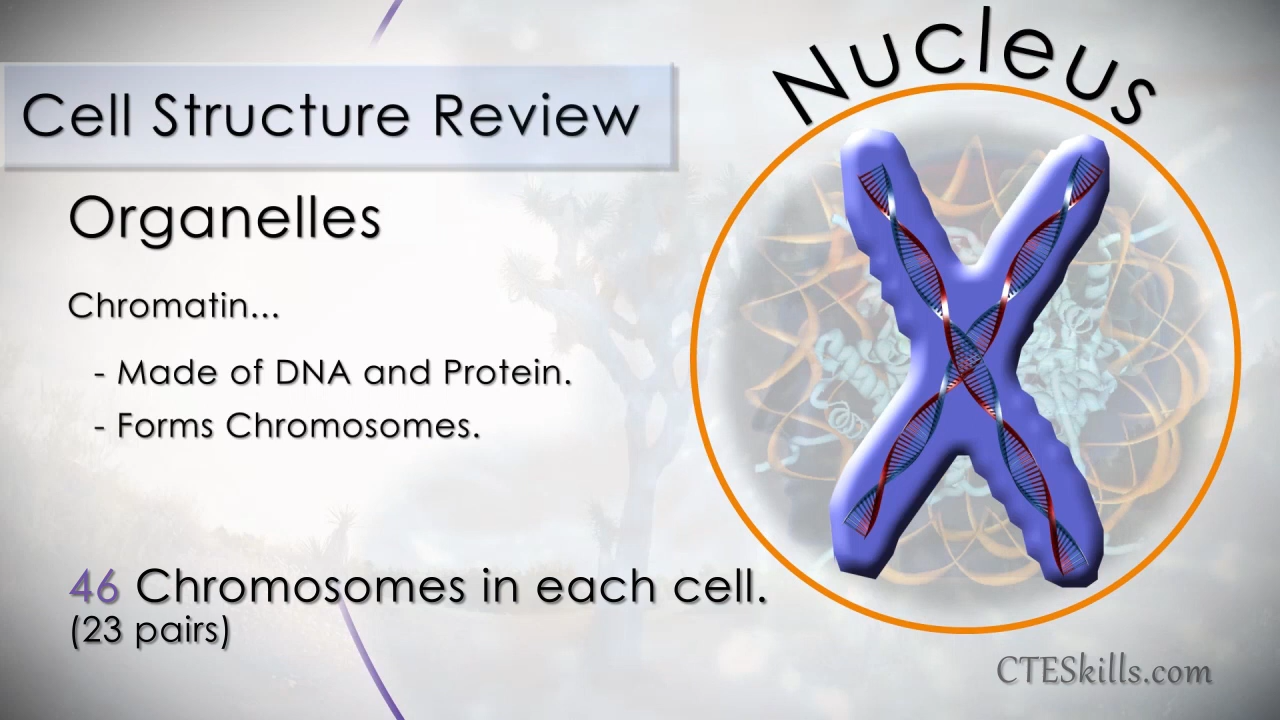 Nucleus
Cell Structure Review
Organelles
Chromatin...
- Made of DNA and Protein.
- Forms Chromosomes.
46 Chromosomes in each cell.
(23 pairs)
CTESkills.com